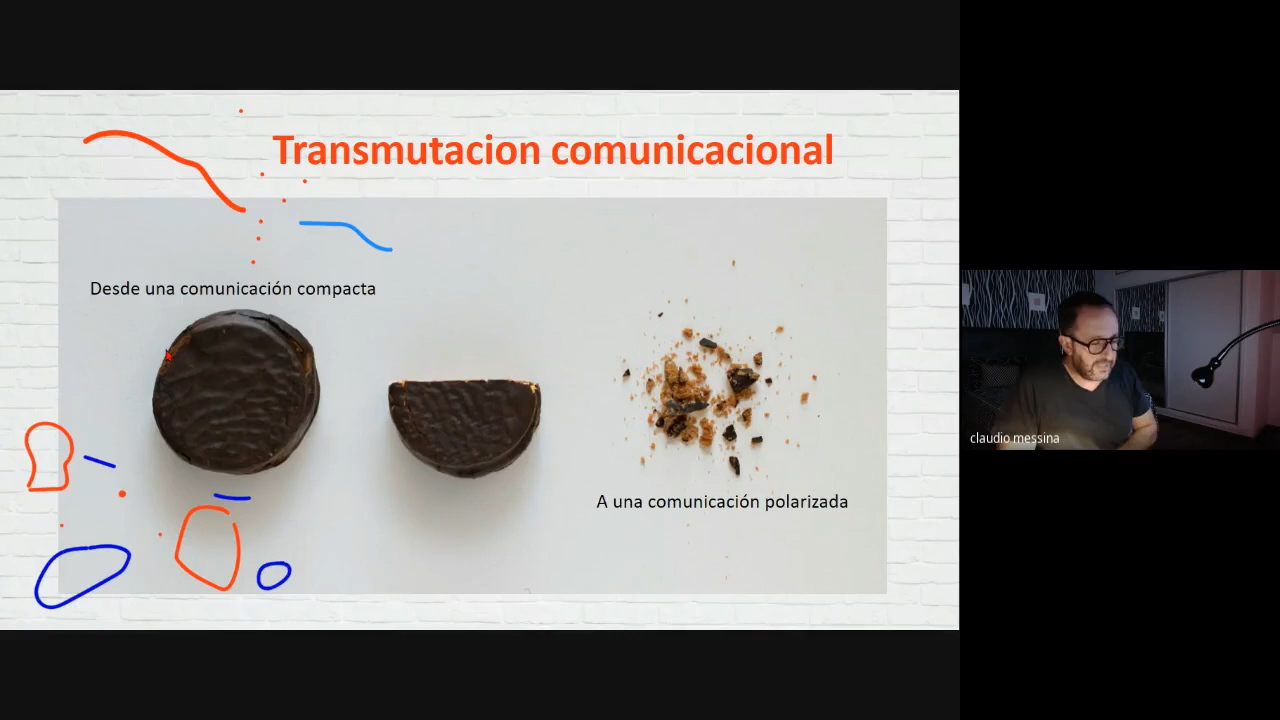 Transmutacion comunicacional
Desde una comunicación compacta
A una comunicación polarizada
claudio messina